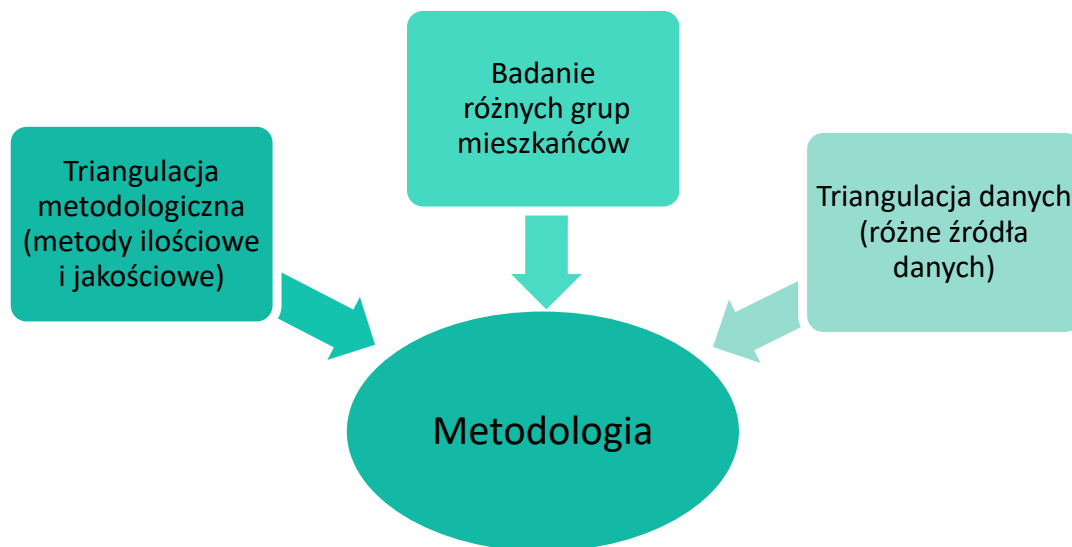 Badanie
różnych grup
mieszkańców
Triangulacja
metodologiczna
(metody ilościowe
i jakościowe)
Triangulacja danych
(różne źródła
danych)
Metodologia